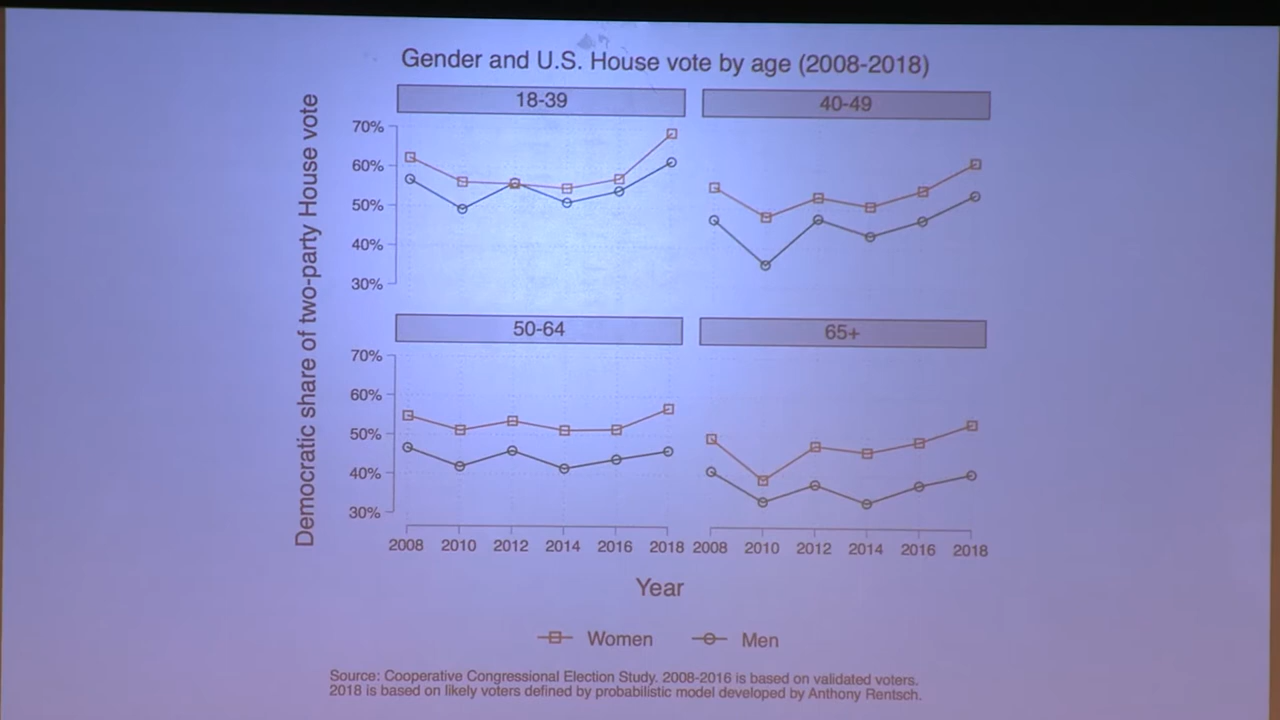 Gender and U.S. House vote by age (2008-2018)
Democratic share of two-party House vote
18-39
40-49
70%
60%
50%
40%
30%
50-64
65+
70%
60%
50%
40%
30%
2008 2010 2012 2014 2016 2018
2008 2010 2012 2014 2016 2018
Year
Women
Men
Source: Cooperative Congressional Election Study. 2008-2016 is based on validated voters.
2018 is based on likely voters defined by probabilistic model developed by Anthony Rentsch.